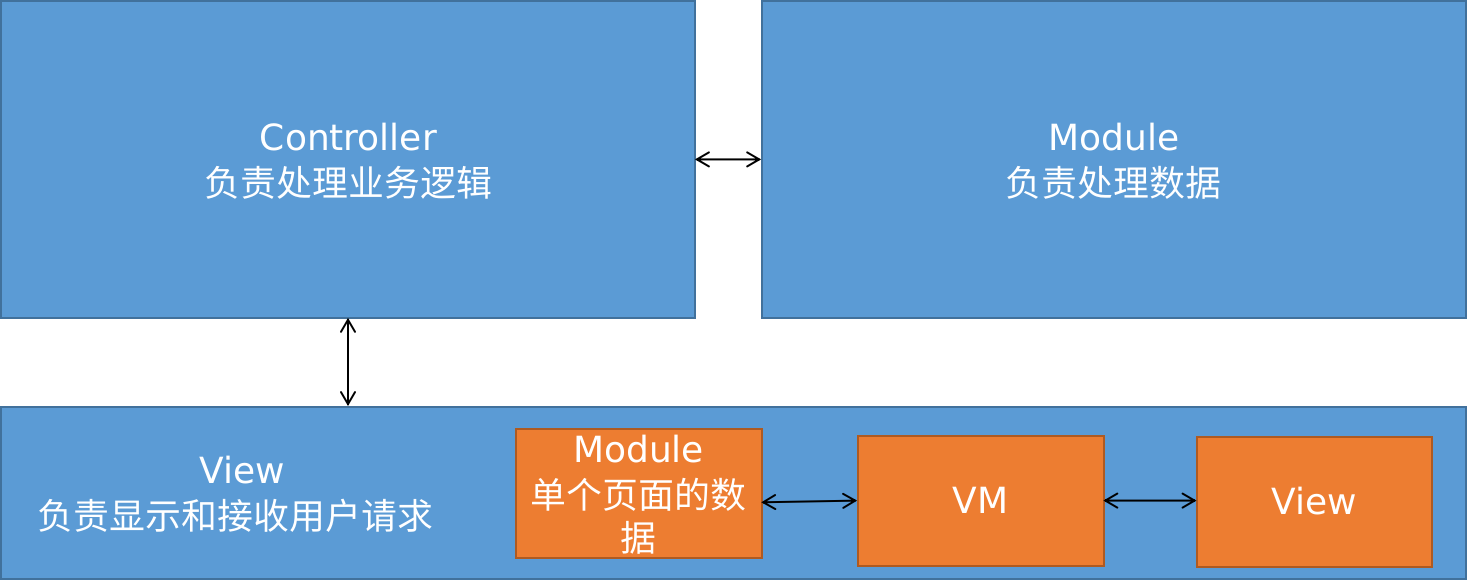 Controller
负责处理业务逻辑
Module
负责处理数据
View
负责显示和接收用户请求
Module
单个页面的数
据
VM
View